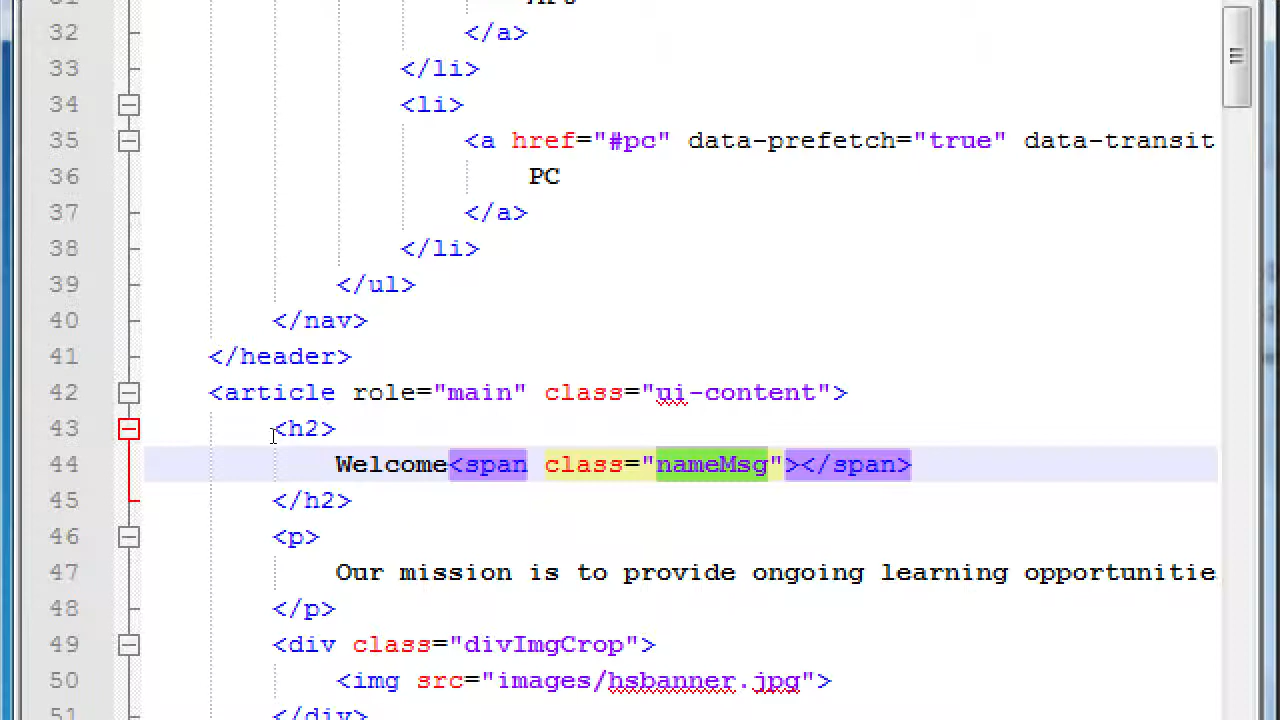 31
32 </a>
33 </li>
34 <li>
35 <a href="#pc" data-prefetch="true" data-transit
36 PC
37 </a>
38 </li>
39 </ul>
40 </nav>
41 </header>
42 <article role="main" class="ui-content">
43 <h2>
44 Welcome<span class="nameMsg"></span>
45 </h2>
46 <p>
47 Our mission is to provide ongoing learning opportunitie
48 </p>
49 <div class="divImgCrop">
50 <img src="images/hsbanner.jpg">
51 </div>